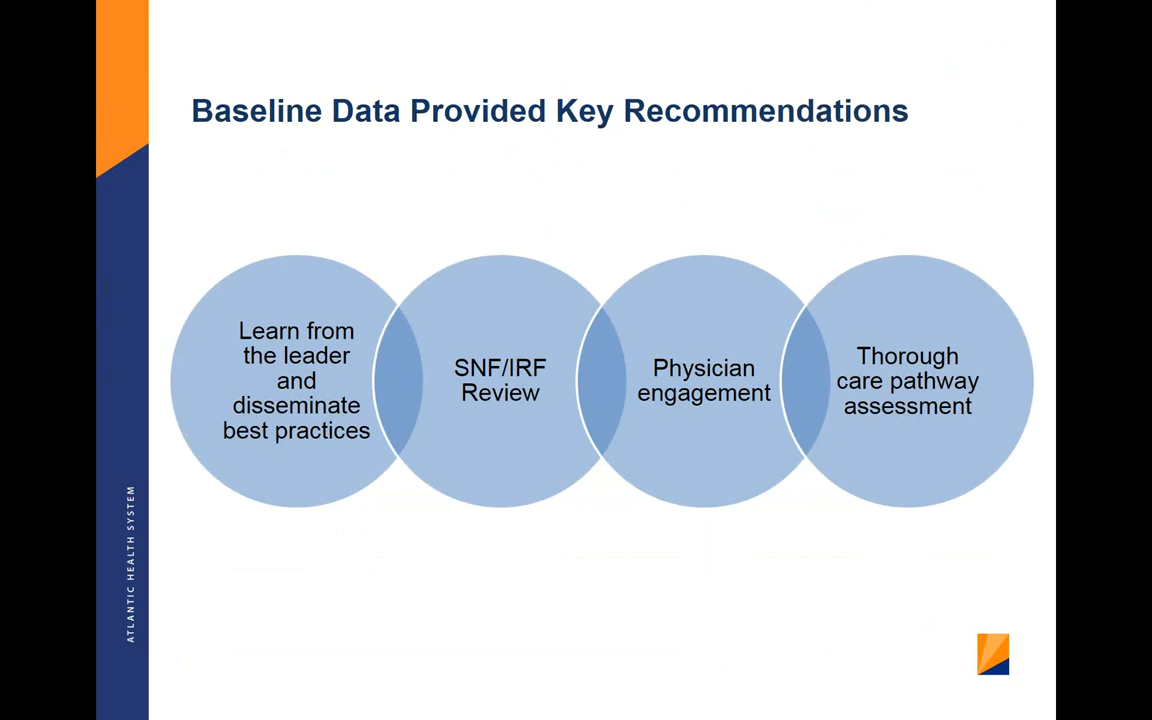 Baseline Data Provided Key Recommendations
Learn from
the leader
and
disseminate
best practices
SNF/IRF
Review
Physician
engagement
Thorough
care pathway
assessment
ATLANTIC HEALTH SYSTEM